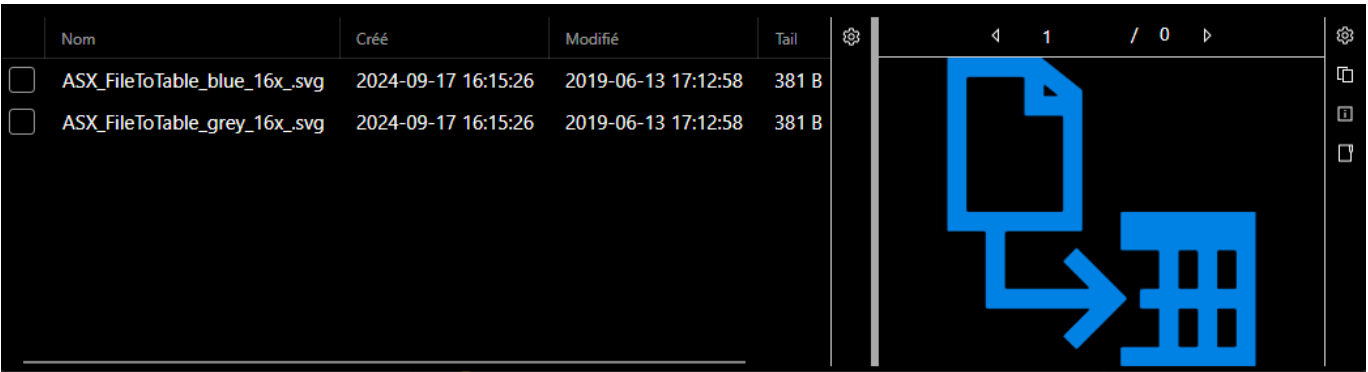 Nom Créé Modifié Tail
ASX_FileToTable_blue_16x_.svg 2024-09-17 16:15:26 2019-06-13 17:12:58 381 B
ASX_FileToTable_grey_16x_.svg 2024-09-17 16:15:26 2019-06-13 17:12:58 381 B
1 / 0